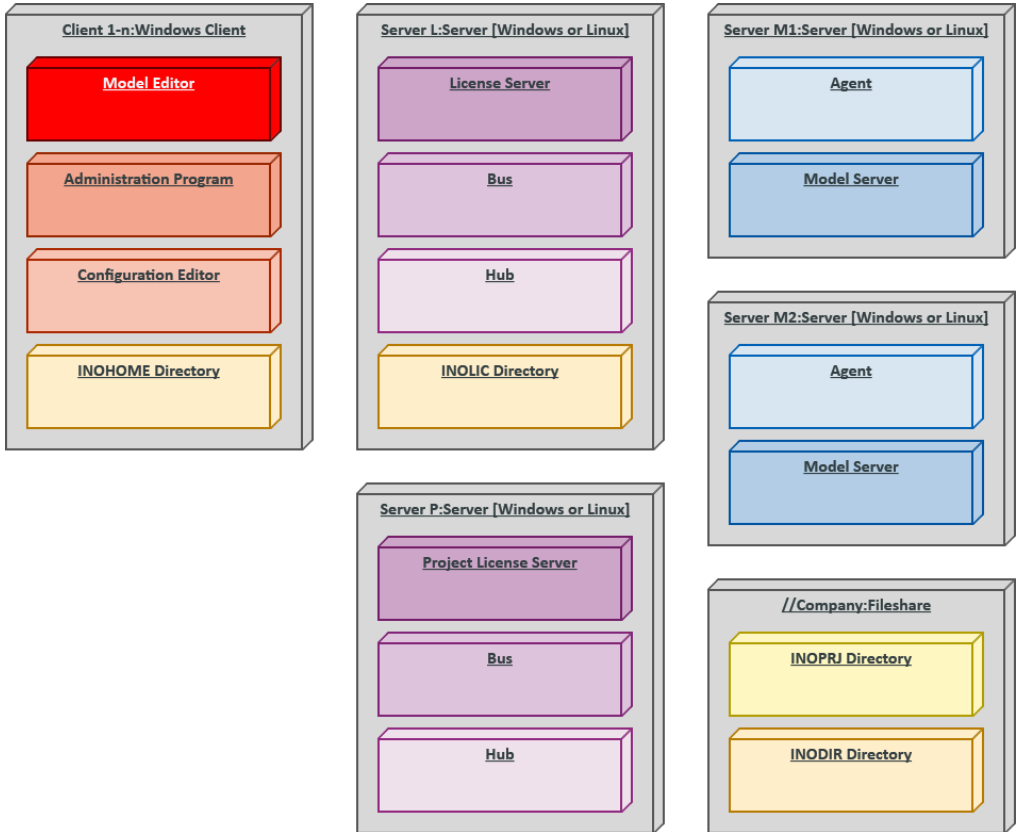 Client 1-n:Windows Client
Model Editor
Administration Program
Configuration Editor
INOHOME Directory
Server L:Server [Windows or Linux]
License Server
Bus
Hub
INOLIC Directory
Server P:Server [Windows or Linux]
Project License Server
Bus
Hub
Server M1:Server [Windows or Linux]
Agent
Model Server
Server M2:Server [Windows or Linux]
Agent
Model Server
//Company:Fileshare
INOPRJ Directory
INODIR Directory